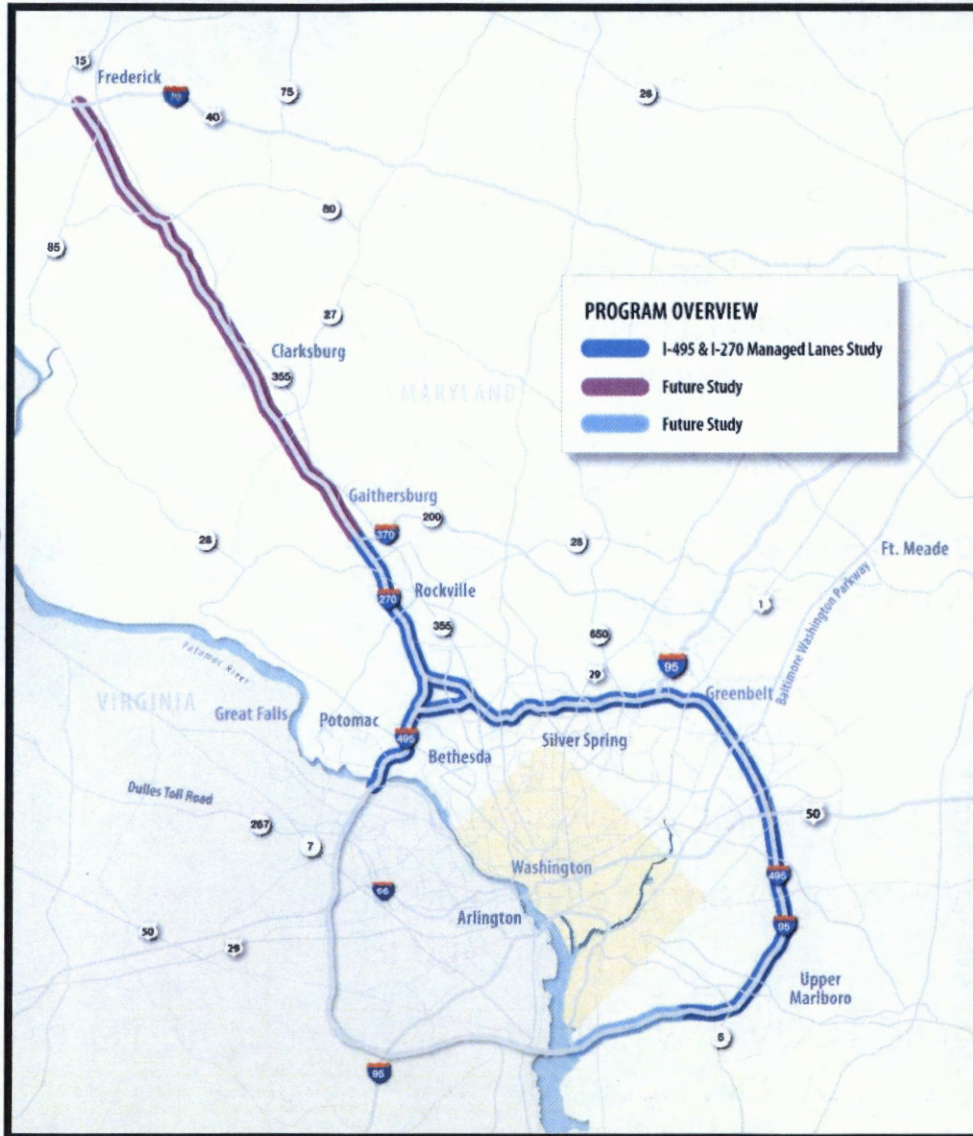 15
Frederick
70
75
26
40
80
85
27
Clarksburg
355
PROGRAM OVERVIEW
I-495 & I-270 Managed Lanes Study
Future Study
Future Study
MARYLAND
Gaithersburg
200
370
28
28
Ft. Meade
Rockville
270
Baltimore Washington Parkway
1
355
650
95
29
Potomac River
VIRGINIA
Great Falls
Potomac
Greenbelt
495
Silver Spring
Bethesda
Dulles Toll Road
267
7
50
Washington
66
495
Arlington
95
50
29
Upper
Marlboro
5
95